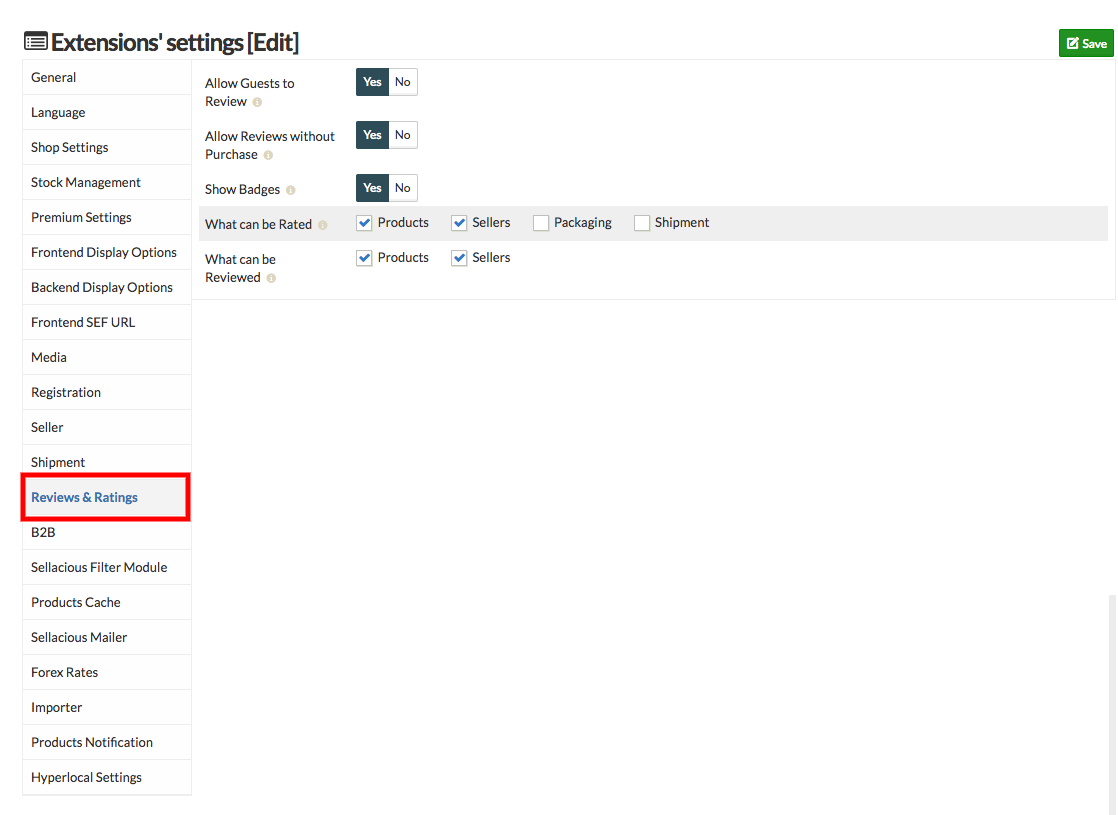 Extensions' settings [Edit]
Save
General
Language
Shop Settings
Stock Management
Premium Settings
Frontend Display Options
Backend Display Options
Frontend SEF URL
Media
Registration
Seller
Shipment
Reviews & Ratings
B2B
Sellacious Filter Module
Products Cache
Sellacious Mailer
Forex Rates
Importer
Products Notification
Hyperlocal Settings
Allow Guests to
Review
Yes No
Allow Reviews without
Purchase
Yes No
Show Badges
Yes No
What can be Rated
Products Sellers Packaging Shipment
What can be
Reviewed
Products Sellers